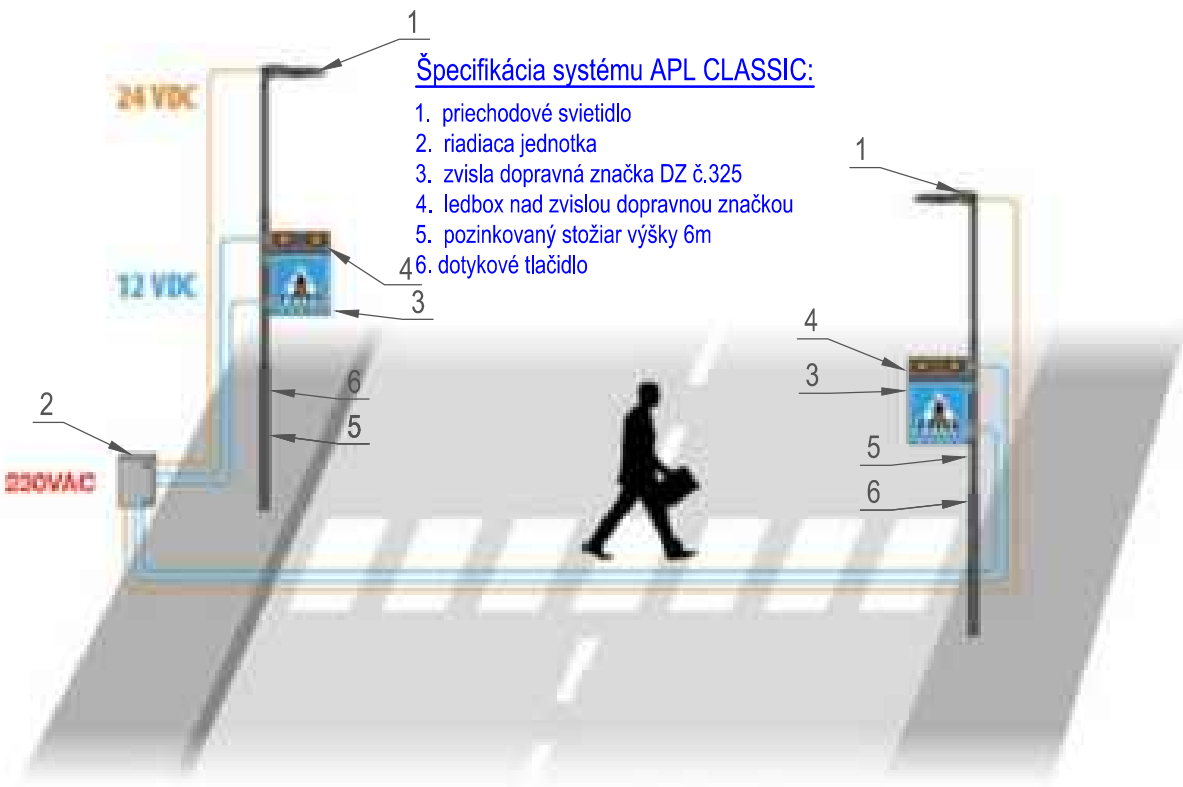 1
Špecifikácia systému APL CLASSIC:
24 VDC
1. priechodové svietidlo
2. riadiaca jednotka
3. zvisla dopravná značka DZ č.325
4. ledbox nad zvislou dopravnou značkou
5. pozinkovaný stožiar výšky 6m
6. dotykové tlačidlo
1
12 VDC
4
3
4
3
6
5
2
230VAC
5
6